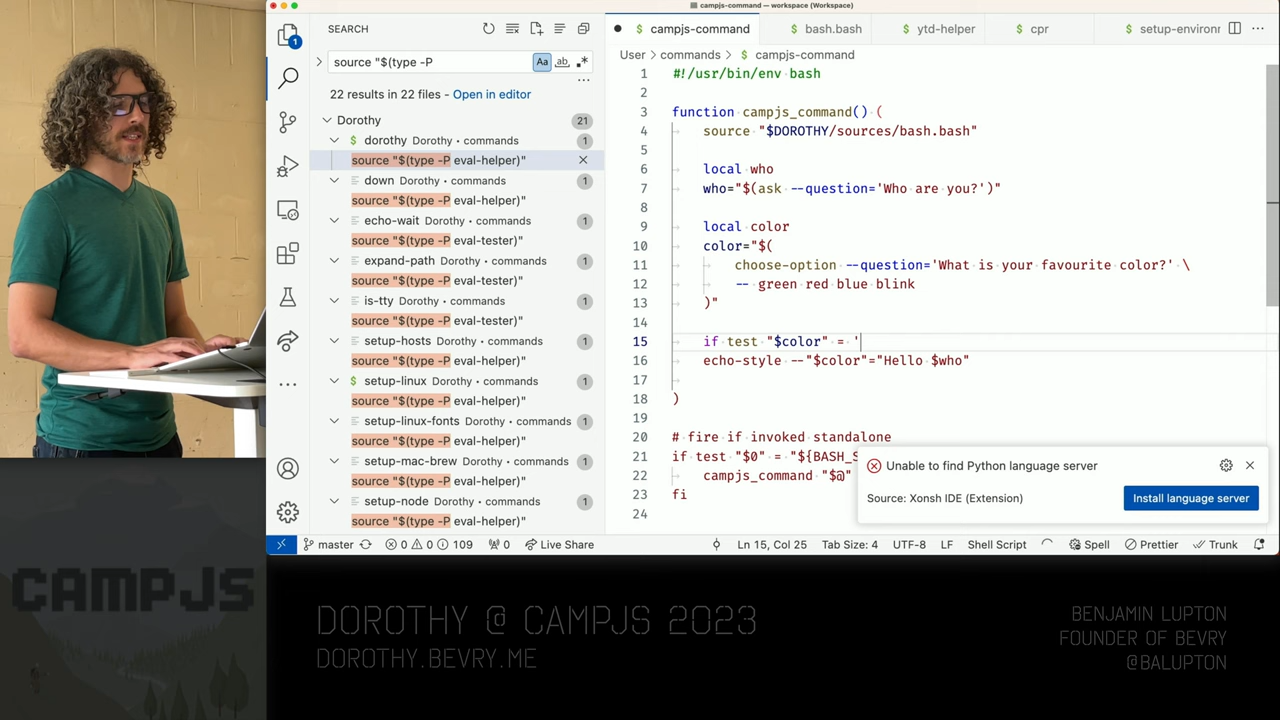 campjs-command — workspace (Workspace)
SEARCH
source "$(type -P
Aa
ab
.*
22 results in 22 files - Open in editor
Dorothy 21
$ dorothy Dorothy • commands 1
source "$(type -P eval-helper)"
down Dorothy • commands 1
source "$(type -P eval-helper)"
echo-wait Dorothy • commands 1
source "$(type -P eval-tester)"
expand-path Dorothy • commands 1
source "$(type -P eval-tester)"
is-tty Dorothy • commands 1
source "$(type -P eval-tester)"
setup-hosts Dorothy • commands 1
source "$(type -P eval-helper)"
$ setup-linux Dorothy • commands 1
source "$(type -P eval-helper)"
setup-linux-fonts Dorothy • commands 1
source "$(type -P eval-helper)"
setup-mac-brew Dorothy • commands 1
source "$(type -P eval-helper)"
setup-node Dorothy • commands 1
source "$(type -P eval-helper)"
1
$ campjs-command $ bash.bash $ ytd-helper $ cpr $ setup-environr
User > commands > $ campjs-command
1 #!/usr/bin/env bash
2
3 function campjs_command() (
4 source "$DOROTHY/sources/bash.bash"
5
6 local who
7 who="$(ask --question='Who are you?')"
8
9 local color
10 color="$(
11 choose-option --question='What is your favourite color?' \
12 -- green red blue blink
13 )"
14
15 if test "$color" = '
16 echo-style --"$color"="Hello $who"
17
18 )
19
20 # fire if invoked standalone
21 if test "$0" = "${BASH_S
22 campjs_command "$@"
23 fi
24
Unable to find Python language server
Source: Xonsh IDE (Extension)
Install language server
master 0 0 109 0 Live Share Ln 15, Col 25 Tab Size: 4 UTF-8 LF Shell Script Spell Prettier Trunk
CAMPJS
DOROTHY @ CAMPJS 2023
DOROTHY.BEVRY.ME
BENJAMIN LUPTON
FOUNDER OF BEVRY
@BALUPTON